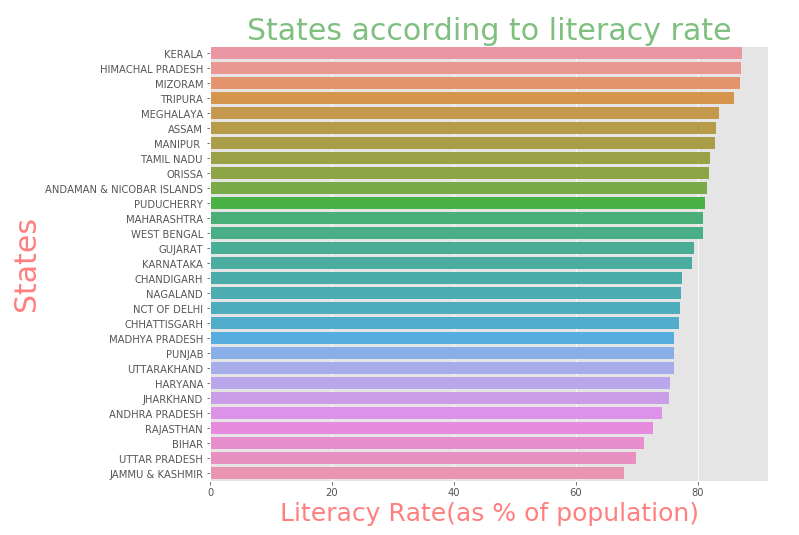 States according to literacy rate
KERALA
HIMACHAL PRADESH
MIZORAM
TRIPURA
MEGHALAYA
ASSAM
MANIPUR
TAMIL NADU
ORISSA
ANDAMAN & NICOBAR ISLANDS
PUDUCHERRY
MAHARASHTRA
WEST BENGAL
GUJARAT
KARNATAKA
CHANDIGARH
NAGALAND
NCT OF DELHI
CHHATTISGARH
MADHYA PRADESH
PUNJAB
UTTARAKHAND
HARYANA
JHARKHAND
ANDHRA PRADESH
RAJASTHAN
BIHAR
UTTAR PRADESH
JAMMU & KASHMIR
States
0 20 40 60 80
Literacy Rate(as % of population)